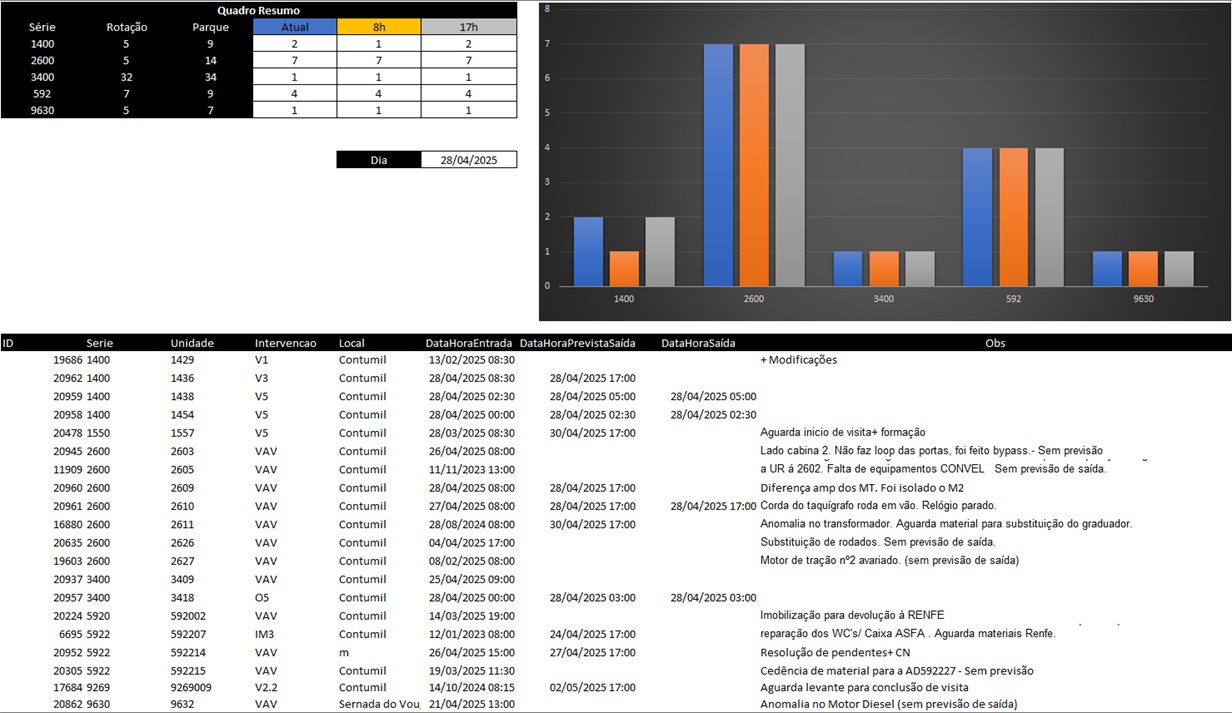 Quadro Resumo
Série Rotação Parque Atual 8h 17h
1400 5 9 2 1 2
2600 5 14 7 7 7
3400 32 34 1 1 1
592 7 9 4 4 4
9630 5 7 1 1 1
Dia 28/04/2025
8
7
6
5
4
3
2
1
0
1400 2600 3400 592 9630
ID Serie Unidade Intervencao Local DataHoraEntrada DataHoraPrevistaSaída DataHoraSaída Obs
19686 1400 1429 V1 Contumil 13/02/2025 08:30 + Modificações
20962 1400 1436 V3 Contumil 28/04/2025 08:30 28/04/2025 17:00
20959 1400 1438 V5 Contumil 28/04/2025 02:30 28/04/2025 05:00 28/04/2025 05:00
20958 1400 1454 V5 Contumil 28/04/2025 00:00 28/04/2025 02:30 28/04/2025 02:30
20478 1550 1557 V5 Contumil 28/03/2025 08:30 30/04/2025 17:00 Aguarda inicio de visita+ formação
20945 2600 2603 VAV Contumil 26/04/2025 08:00 Lado cabina 2. Não faz loop das portas, foi feito bypass.- Sem previsão
11909 2600 2605 VAV Contumil 11/11/2023 13:00 a UR á 2602. Falta de equipamentos CONVEL Sem previsão de saída.
20960 2600 2609 VAV Contumil 28/04/2025 08:00 28/04/2025 17:00 Diferença amp dos MT. Foi isolado o M2
20961 2600 2610 VAV Contumil 27/04/2025 08:00 28/04/2025 17:00 28/04/2025 17:00 Corda do taquígrafo roda em vão. Relógio parado.
16880 2600 2611 VAV Contumil 28/08/2024 08:00 30/04/2025 17:00 Anomalia no transformador. Aguarda material para substituição do graduador.
20635 2600 2626 VAV Contumil 04/04/2025 17:00 Substituição de rodados. Sem previsão de saída.
19603 2600 2627 VAV Contumil 08/02/2025 08:00 Motor de tração nº2 avariado. (sem previsão de saída)
20937 3400 3409 VAV Contumil 25/04/2025 09:00
20957 3400 3418 O5 Contumil 28/04/2025 00:00 28/04/2025 03:00 28/04/2025 03:00
20224 5920 592002 VAV Contumil 14/03/2025 19:00 Imobilização para devolução à RENFE
6695 5922 592207 IM3 Contumil 12/01/2023 08:00 24/04/2025 17:00 reparação dos WC's/ Caixa ASFA . Aguarda materiais Renfe.
20952 5922 592214 VAV m 26/04/2025 15:00 27/04/2025 17:00 Resolução de pendentes+ CN
20305 5922 592215 VAV Contumil 19/03/2025 11:30 Cedência de material para a AD592227 - Sem previsão
17684 9269 9269009 V2.2 Contumil 14/10/2024 08:15 02/05/2025 17:00 Aguarda levante para conclusão de visita
20862 9630 9632 VAV Sernada do Vou 21/04/2025 13:00 Anomalia no Motor Diesel (sem previsão de saída)